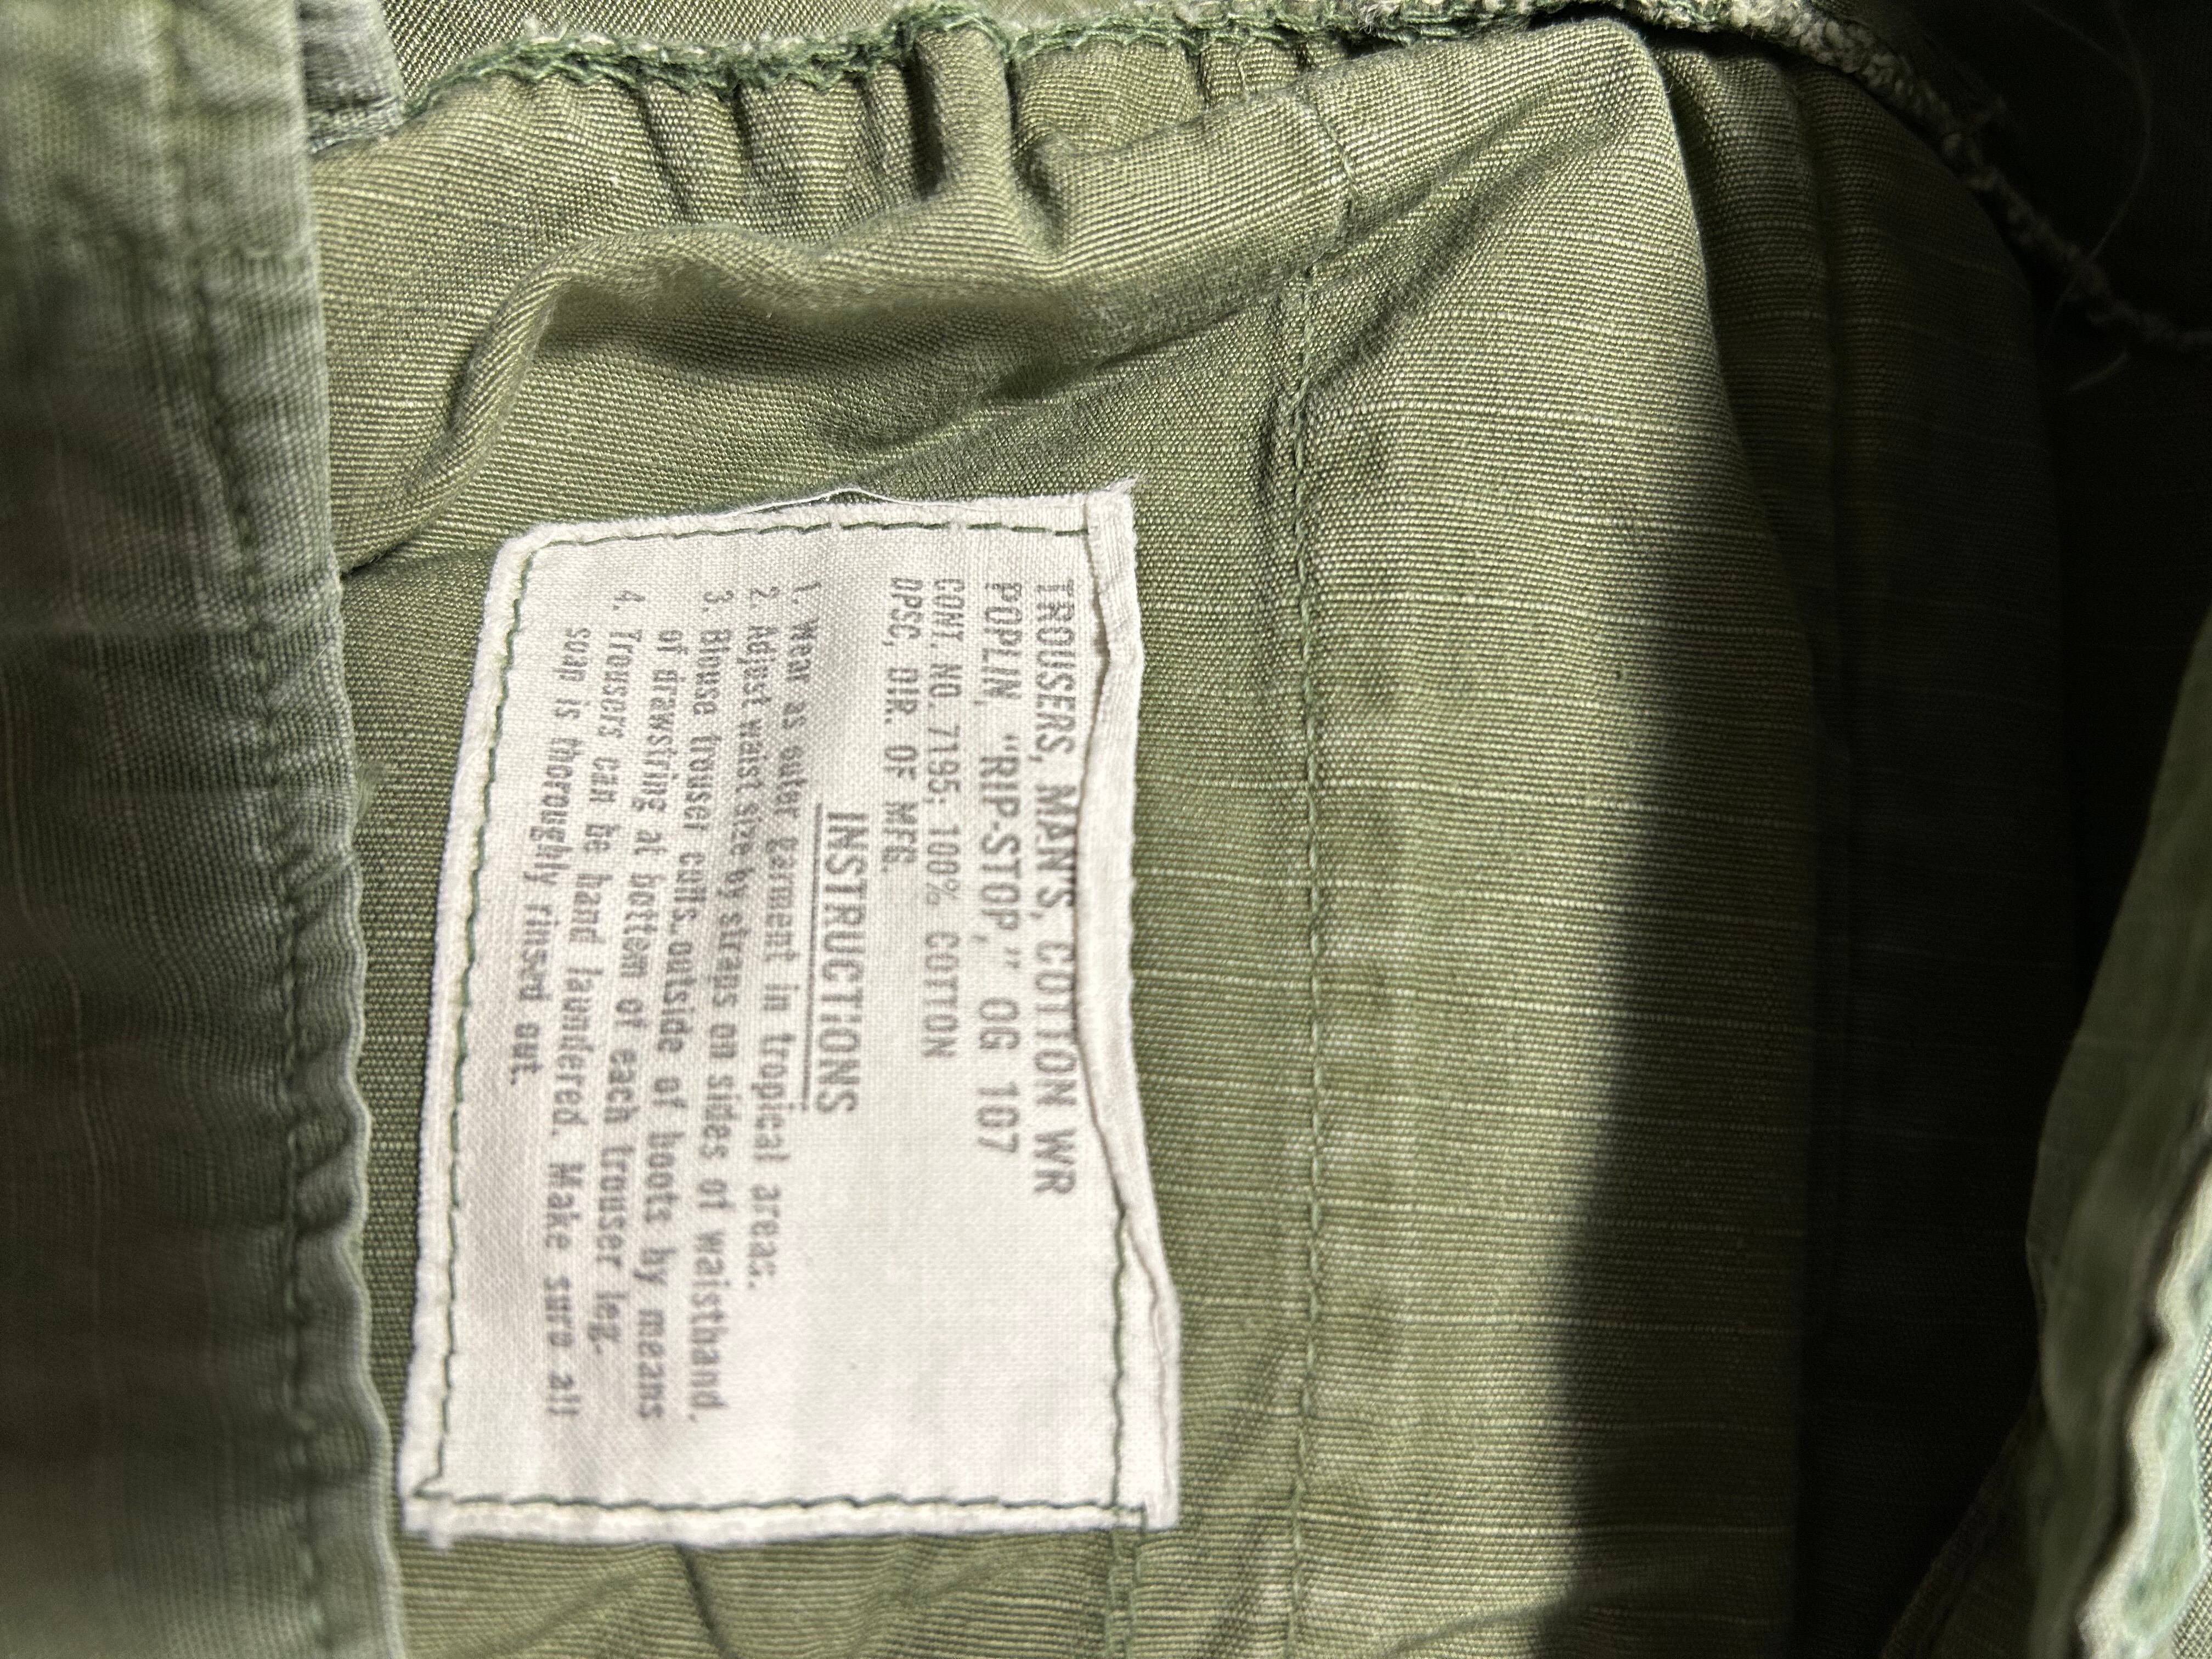 TROUSERS, MAN'S, COTTON WR
POPLIN, "RIP-STOP," OG 107
CONT. NO. 7195; 100% COTTON
DPSC, DIR. OF MFG.
INSTRUCTIONS
1. Wear as outer garment in tropical areas.
2. Adjust waist size by straps on sides of waistband.
3. Blouse trouser cuffs outside of boots by means
of drawstring at bottom of each trouser leg.
4. Trousers can be hand laundered. Make sure all
soap is thoroughly rinsed out.